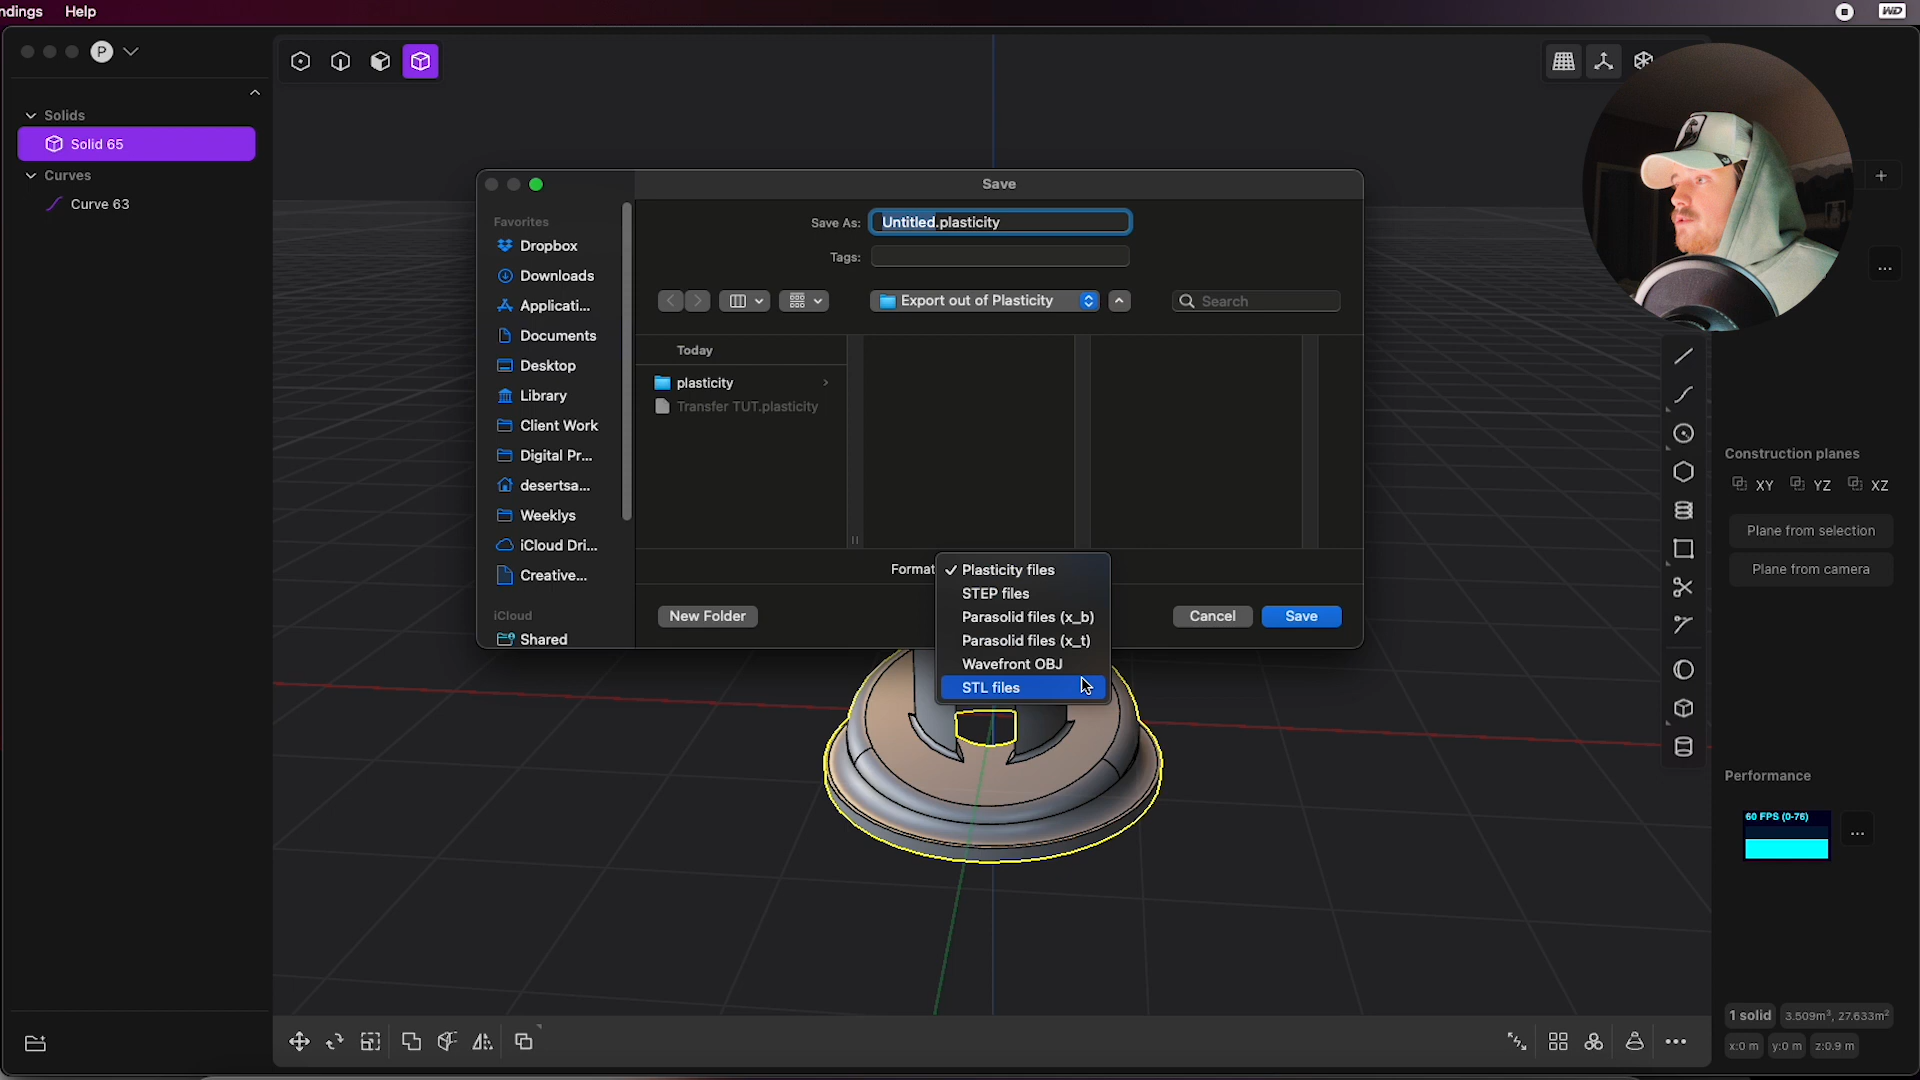 ndings Help
WD
P
Solids
Solid 65
Curves
Curve 63
Save
Favorites
Dropbox
Downloads
Applicati...
Documents
Desktop
Library
Client Work
Digital Pr...
desertsa...
Weeklys
iCloud Dri...
Creative...
iCloud
Shared
Save As: Untitled.plasticity
Tags:
Export out of Plasticity
Search
Today
plasticity
Transfer TUT.plasticity
Format
Plasticity files
STEP files
Parasolid files (x_b)
Parasolid files (x_t)
Wavefront OBJ
STL files
New Folder
Cancel
Save
Construction planes
XY YZ XZ
Plane from selection
Plane from camera
Performance
60 FPS (0-76)
1 solid 3.509m³, 27.633m²
x:0 m y:0 m z:0.9 m